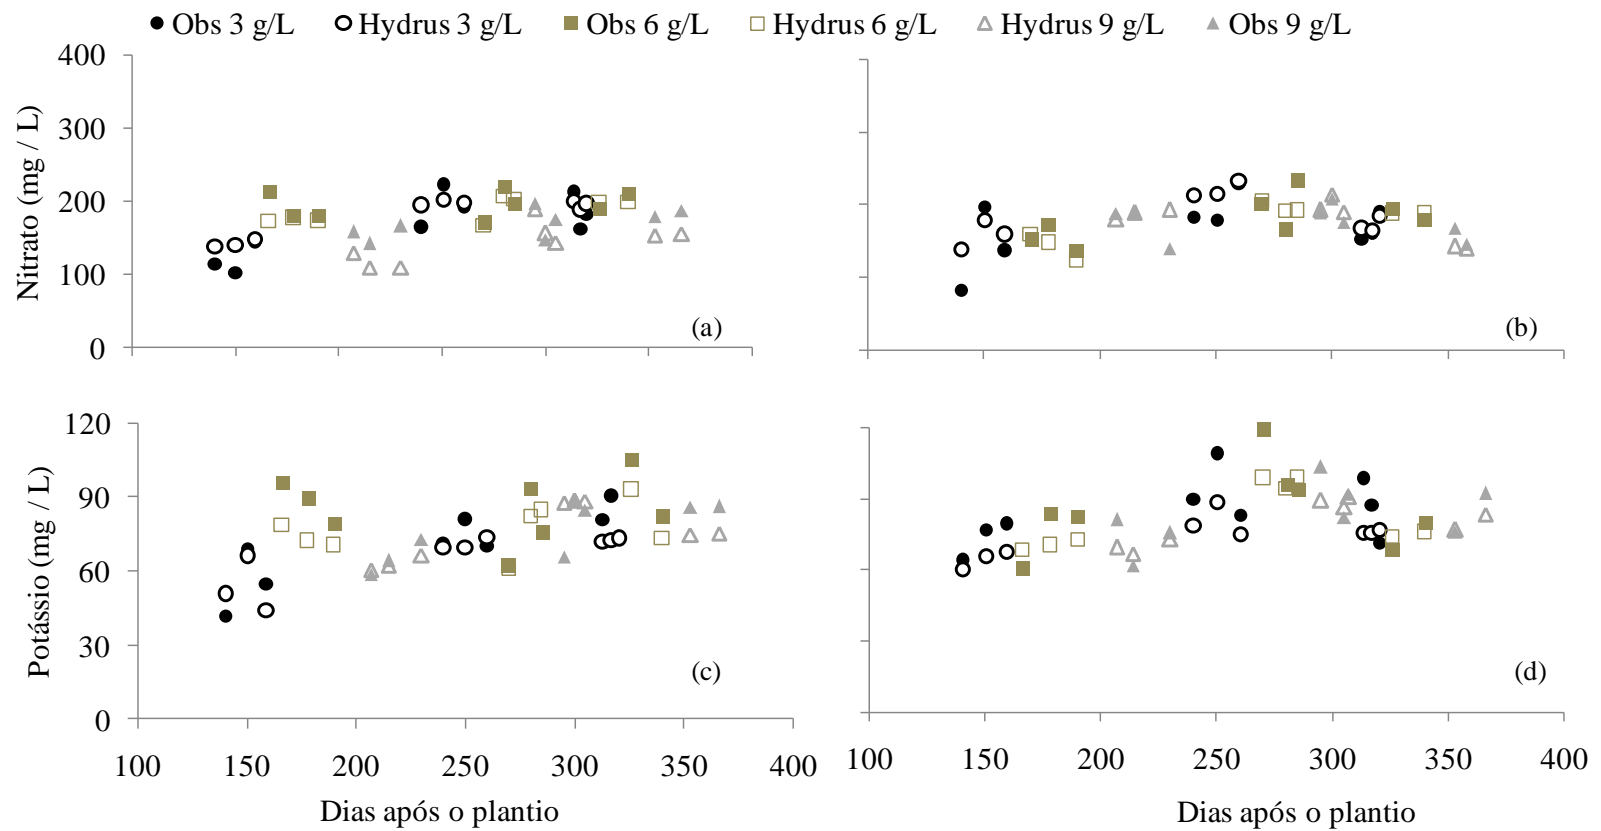 Obs 3 g/L Hydrus 3 g/L Obs 6 g/L Hydrus 6 g/L Hydrus 9 g/L Obs 9 g/L
Nitrato (mg / L)
400
300
200
100
0
(a)
(b)
Potássio (mg / L)
120
90
60
30
0
(c)
(d)
100 150 200 250 300 350 400
100 150 200 250 300 350 400
Dias após o plantio
Dias após o plantio